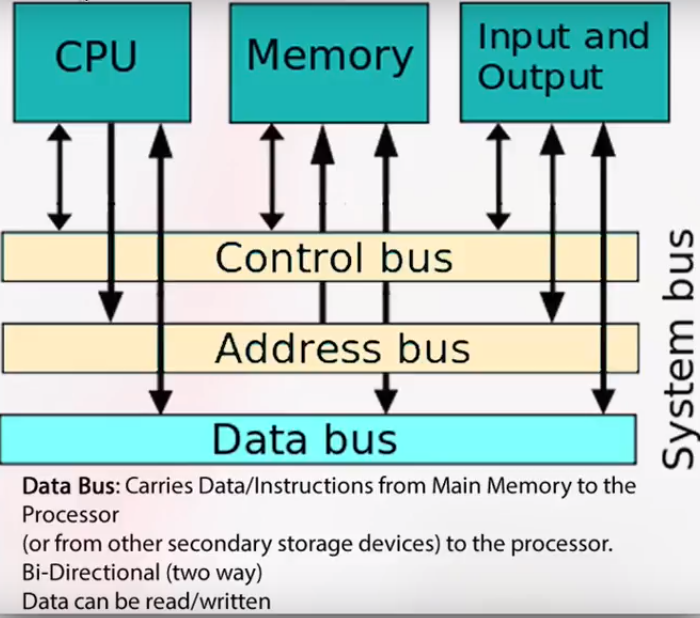 CPU
Memory
Input and
Output
Control bus
Address bus
Data bus
System bus
Data Bus: Carries Data/Instructions from Main Memory to the
Processor
(or from other secondary storage devices) to the processor.
Bi-Directional (two way)
Data can be read/written